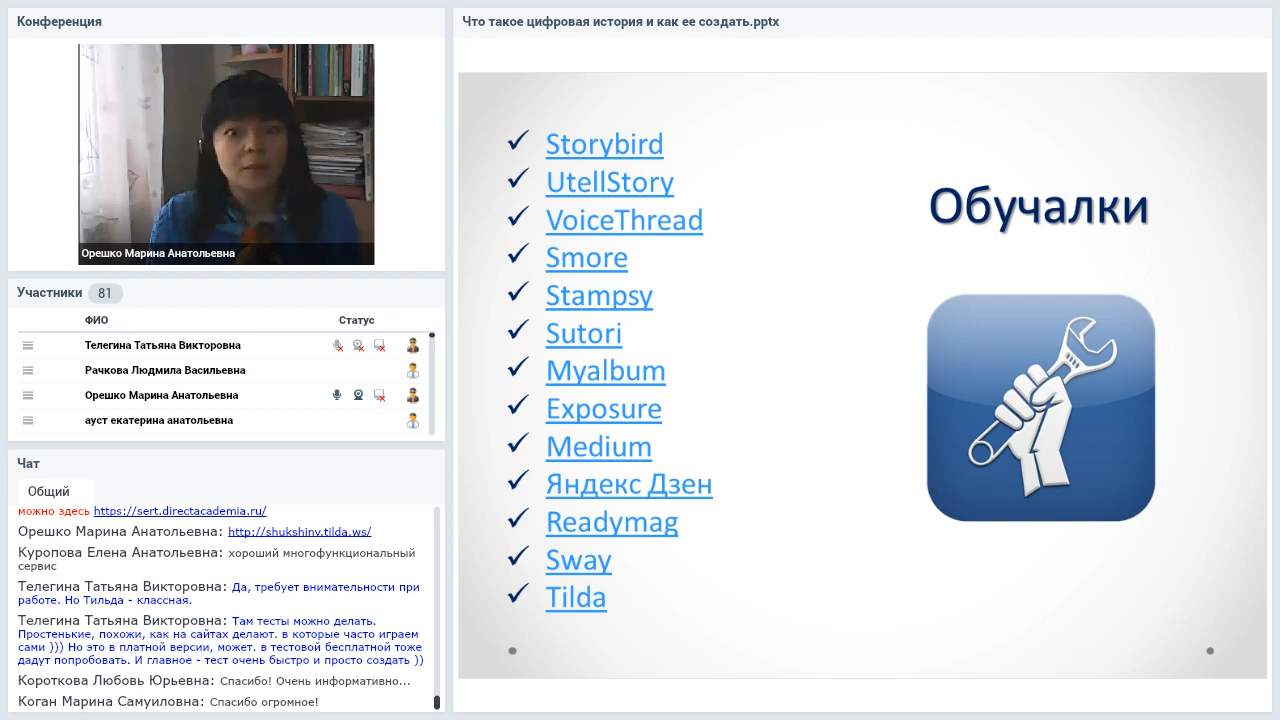 Конференция
Орешко Марина Анатольевна
Участники 81
ФИО Статус
Телегина Татьяна Викторовна
Рачкова Людмила Васильевна
Орешко Марина Анатольевна
ауст екатерина анатольевна
Чат
Общий
можно здесь https://sert.directacademia.ru/
Орешко Марина Анатольевна: http://shukshinv.tilda.ws/
Куропова Елена Анатольевна: хороший многофункциональный
сервис
Телегина Татьяна Викторовна: Да, требует внимательности при
работе. Но Тильда - классная.
Телегина Татьяна Викторовна: Там тесты можно делать.
Простенькие, похожи, как на сайтах делают. в которые часто играем
сами ))) Но это в платной версии, может. в тестовой бесплатной тоже
дадут попробовать. И главное - тест очень быстро и просто создать ))
Короткова Любовь Юрьевна: Спасибо! Очень информативно...
Коган Марина Самуиловна: Спасибо огромное!
Что такое цифровая история и как ее создать.pptx
Storybird
UtellStory
VoiceThread
Smore
Stampsy
Sutori
Myalbum
Exposure
Medium
Яндекс Дзен
Readymag
Sway
Tilda
Обучалки